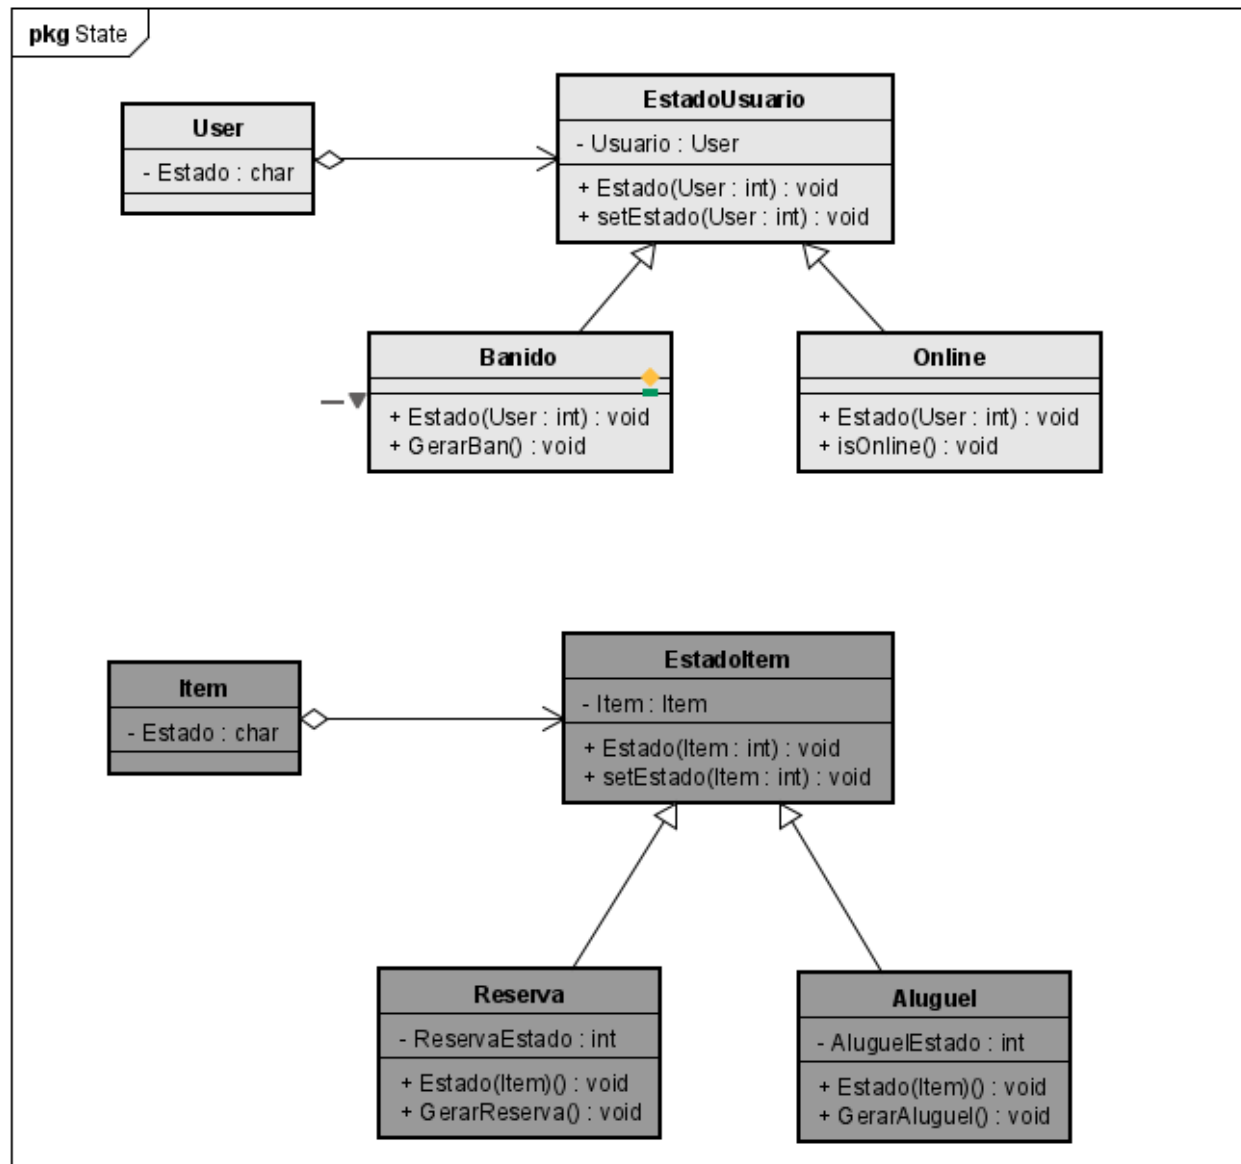 pkg State
User
- Estado : char
EstadoUsuario
- Usuario : User
+ Estado(User : int) : void
+ setEstado(User : int) : void
Banido
+ Estado(User : int) : void
+ GerarBan() : void
Online
+ Estado(User : int) : void
+ isOnline() : void
Item
- Estado : char
EstadoItem
- Item : Item
+ Estado(Item : int) : void
+ setEstado(Item : int) : void
Reserva
- ReservaEstado : int
+ Estado(Item)() : void
+ GerarReserva() : void
Aluguel
- AluguelEstado : int
+ Estado(Item)() : void
+ GerarAluguel() : void